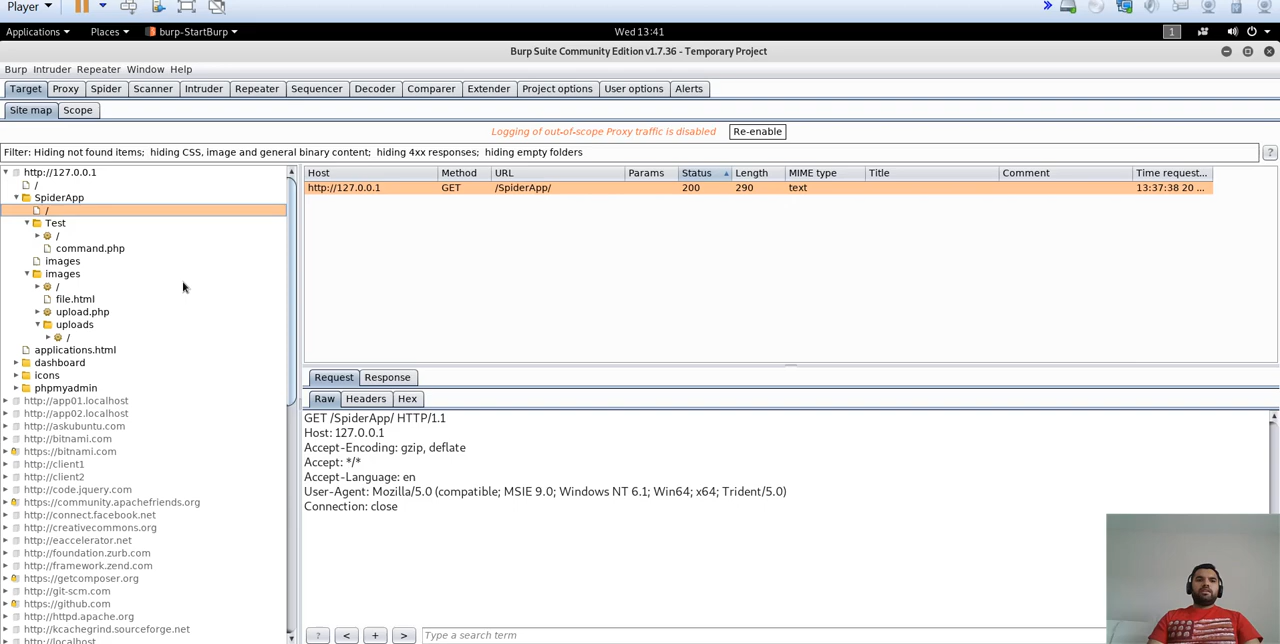 Player
Applications Places burp-StartBurp Wed 13:41 1
Burp Suite Community Edition v1.7.36 - Temporary Project
Burp Intruder Repeater Window Help
Target Proxy Spider Scanner Intruder Repeater Sequencer Decoder Comparer Extender Project options User options Alerts
Site map Scope
Logging of out-of-scope Proxy traffic is disabled Re-enable
Filter: Hiding not found items; hiding CSS, image and general binary content; hiding 4xx responses; hiding empty folders ?
http://127.0.0.1
/
SpiderApp
/
Test
/
command.php
images
images
/
file.html
upload.php
uploads
/
applications.html
dashboard
icons
phpmyadmin
http://app01.localhost
http://app02.localhost
http://askubuntu.com
http://bitnami.com
https://bitnami.com
http://client1
http://client2
http://code.jquery.com
https://community.apachefriends.org
http://connect.facebook.net
http://creativecommons.org
http://eaccelerator.net
http://foundation.zurb.com
http://framework.zend.com
https://getcomposer.org
http://git-scm.com
https://github.com
http://httpd.apache.org
http://kcachegrind.sourceforge.net
http://localhost
Host Method URL Params Status Length MIME type Title Comment Time request...
http://127.0.0.1 GET /SpiderApp/ 200 290 text 13:37:38 20 ...
Request Response
Raw Headers Hex
GET /SpiderApp/ HTTP/1.1
Host: 127.0.0.1
Accept-Encoding: gzip, deflate
Accept: */*
Accept-Language: en
User-Agent: Mozilla/5.0 (compatible; MSIE 9.0; Windows NT 6.1; Win64; x64; Trident/5.0)
Connection: close
? < + > Type a search term